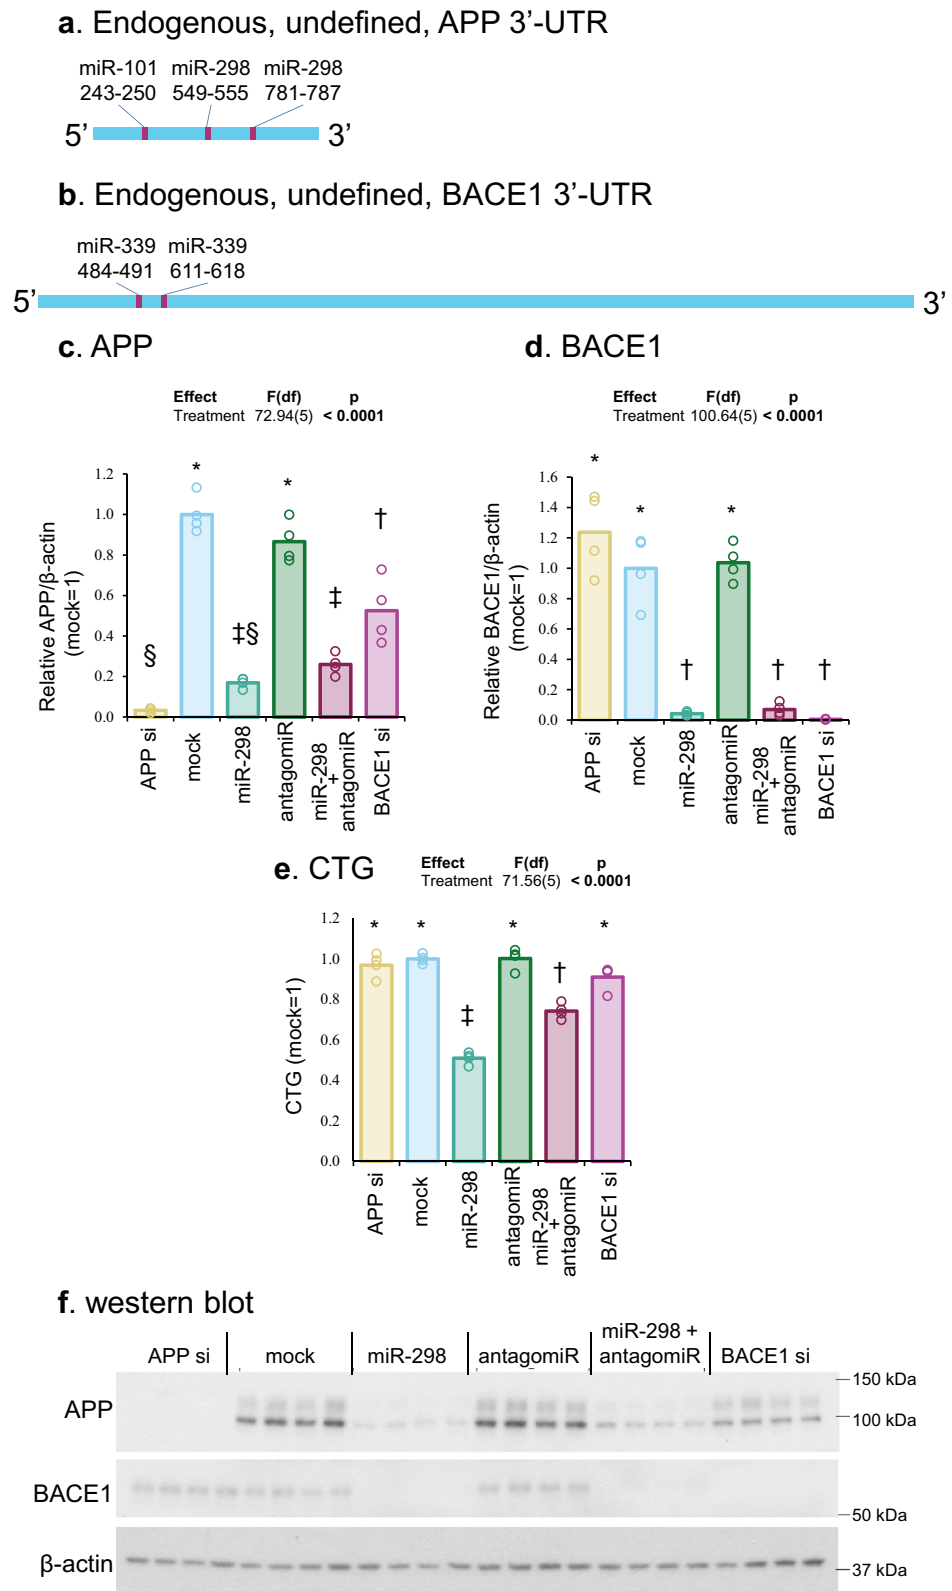 a. Endogenous, undefined, APP 3’-UTR
miR-101 miR-298 miR-298
243-250 549-555 781-787
5’ 3’
b. Endogenous, undefined, BACE1 3’-UTR
miR-339 miR-339
484-491 611-618
5’ 3’
c. APP
Effect F(df) p
Treatment 72.94(5) < 0.0001
Relative APP/β-actin
(mock=1)
1.2
1.0
0.8
0.6
0.4
0.2
0.0
§ * ‡§ * ‡ †
APP si
mock
miR-298
antagomiR
miR-298
+
antagomiR
BACE1 si
d. BACE1
Effect F(df) p
Treatment 100.64(5) < 0.0001
Relative BACE1/β-actin
(mock=1)
1.6
1.4
1.2
1.0
0.8
0.6
0.4
0.2
0.0
* * † * † †
APP si
mock
miR-298
antagomiR
miR-298
+
antagomiR
BACE1 si
e. CTG
Effect F(df) p
Treatment 71.56(5) < 0.0001
CTG (mock=1)
1.2
1.0
0.8
0.6
0.4
0.2
0.0
* * ‡ * † *
APP si
mock
miR-298
antagomiR
miR-298
+
antagomiR
BACE1 si
f. western blot
APP si mock miR-298 antagomiR miR-298 + antagomiR BACE1 si
APP
150 kDa
100 kDa
BACE1
50 kDa
β-actin
37 kDa